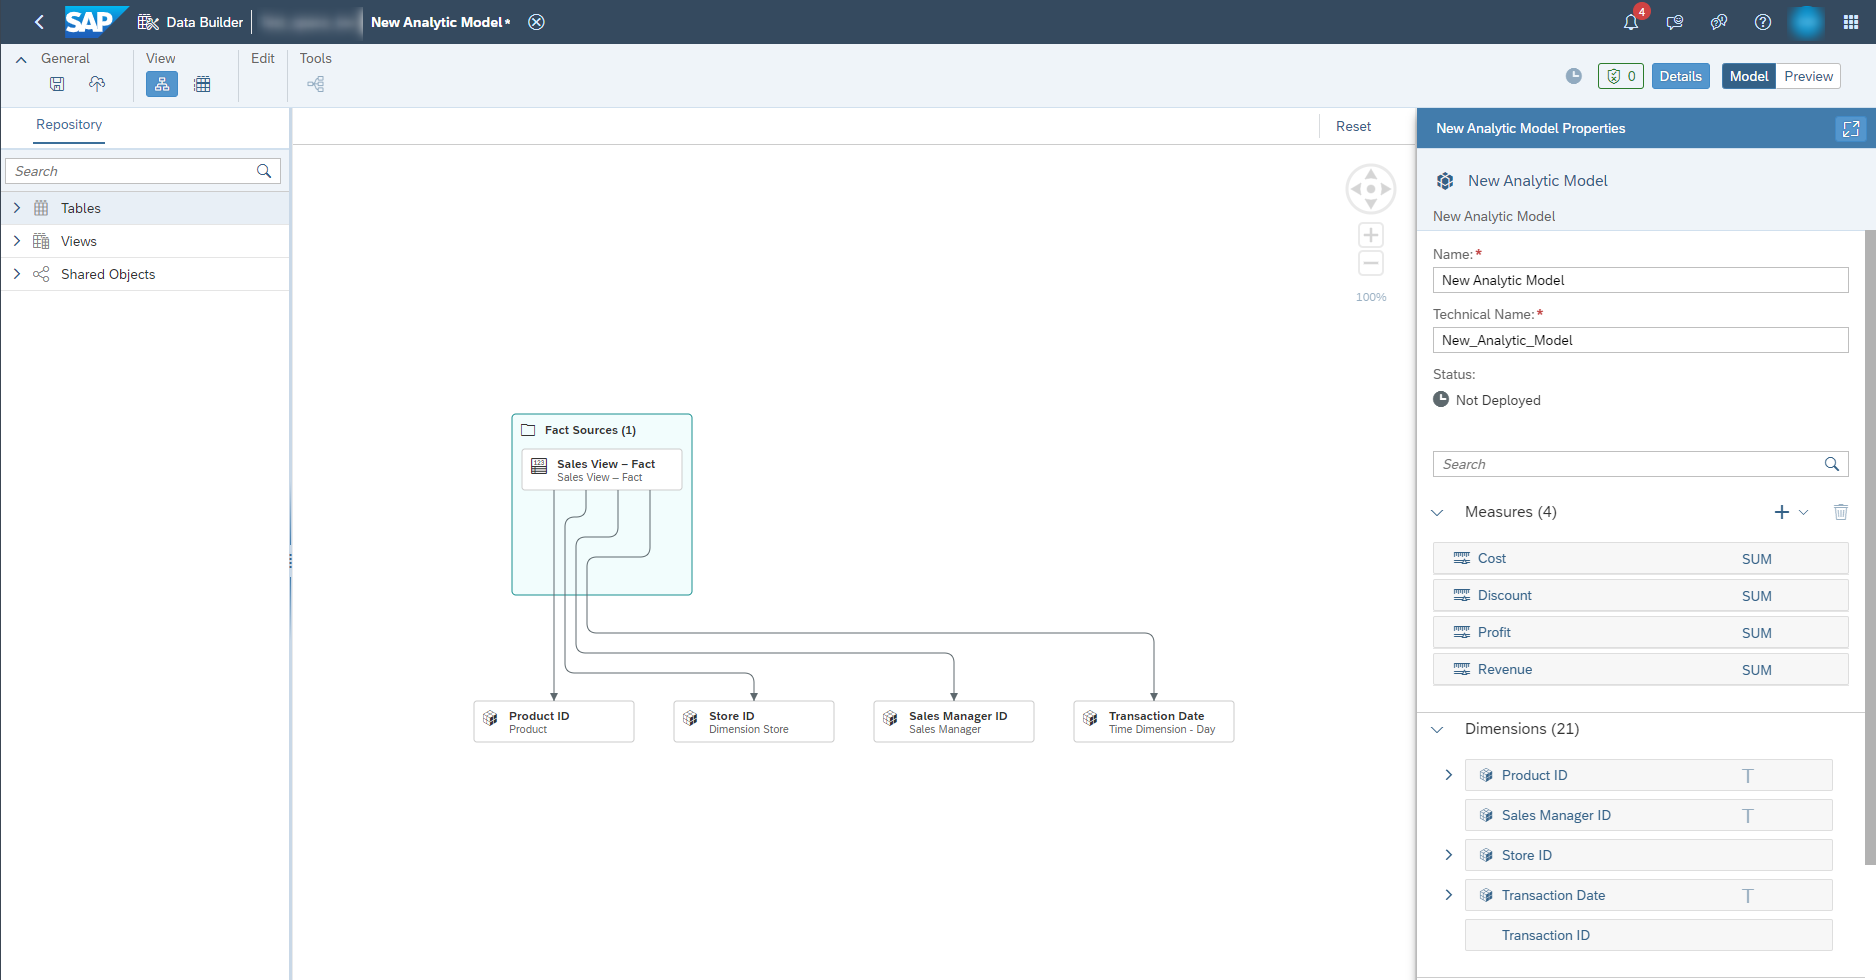 SAP
Data Builder
New Analytic Model *
4
General
View
Edit
Tools
0
Details
Model
Preview
Repository
Search
Tables
Views
Shared Objects
Reset
100%
Fact Sources (1)
123
Sales View – Fact
Sales View – Fact
Product ID
Product
Store ID
Dimension Store
Sales Manager ID
Sales Manager
Transaction Date
Time Dimension - Day
New Analytic Model Properties
New Analytic Model
New Analytic Model
Name:*
New Analytic Model
Technical Name:*
New_Analytic_Model
Status:
Not Deployed
Search
Measures (4)
Cost SUM
Discount SUM
Profit SUM
Revenue SUM
Dimensions (21)
Product ID T
Sales Manager ID T
Store ID
Transaction Date T
Transaction ID